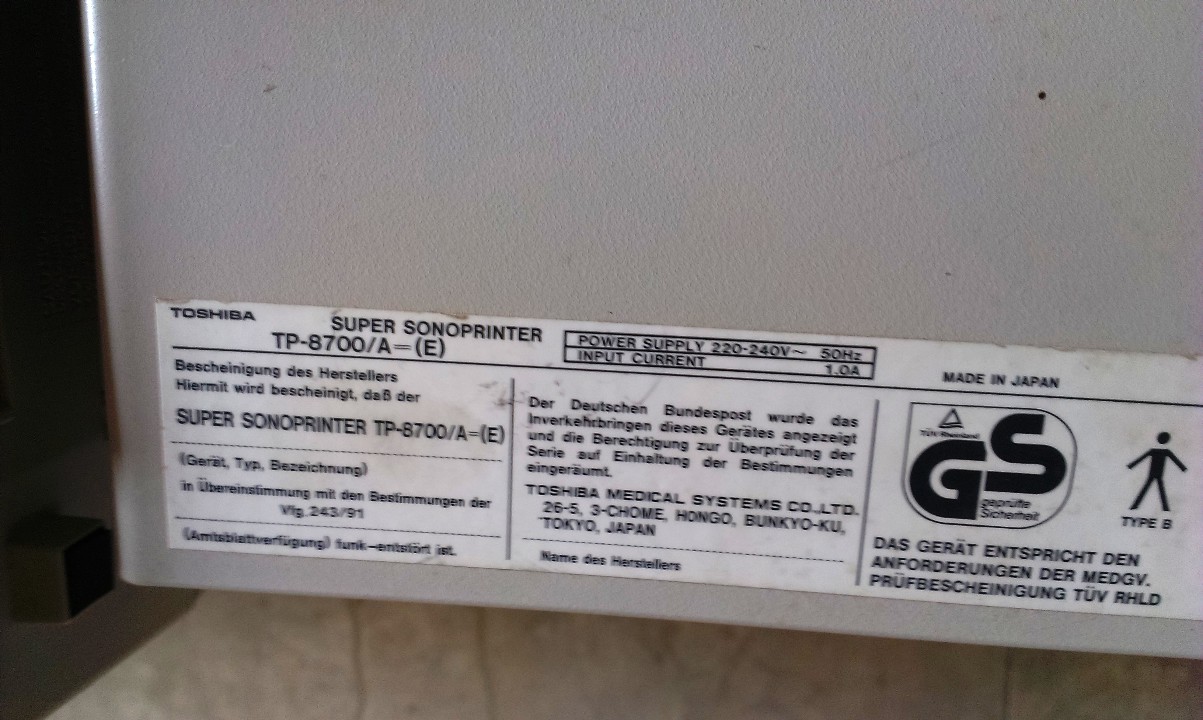 TOSHIBA
SUPER SONOPRINTER
TP-8700/A=(E)
POWER SUPPLY 220-240V~ 50Hz
INPUT CURRENT 1.0A
MADE IN JAPAN
Bescheinigung des Herstellers
Hiermit wird bescheinigt, daß der
SUPER SONOPRINTER TP-8700/A=(E)
(Gerät, Typ, Bezeichnung)
in Übereinstimmung mit den Bestimmungen der
Vfg. 243/91
(Amtsblattverfügung) funk-entstört ist.
Der Deutschen Bundespost wurde das
Inverkehrbringen dieses Gerätes angezeigt
und die Berechtigung zur Überprüfung der
Serie auf Einhaltung der Bestimmungen
eingeräumt.
TOSHIBA MEDICAL SYSTEMS CO.,LTD.
26-5, 3-CHOME, HONGO, BUNKYO-KU,
TOKYO, JAPAN
Name des Herstellers
TÜV Rheinland
GS
geprüfte
Sicherheit
TYPE B
DAS GERÄT ENTSPRICHT DEN
ANFORDERUNGEN DER MEDGV.
PRÜFBESCHEINIGUNG TÜV RHLD